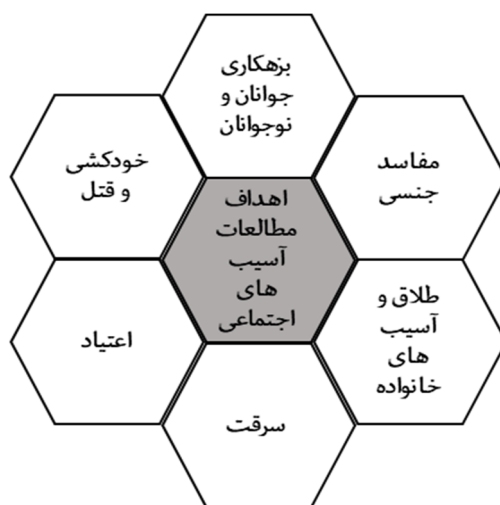 بزهکاری
جوانان و
نوجوانان
مفاسد
جنسی
طلاق و
آسیب
های
خانواده
سرقت
اعتیاد
خودکشی
و قتل
اهداف
مطالعات
آسیب
های
اجتماعی